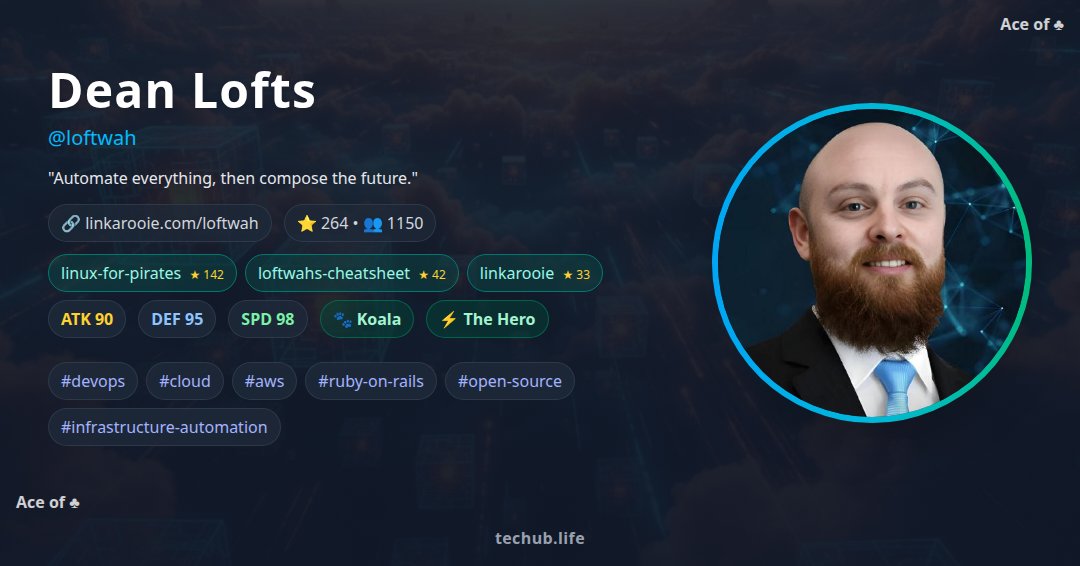 Ace of ♣
Dean Lofts
@loftwah
"Automate everything, then compose the future."
🔗 linkarooie.com/loftwah ⭐ 264 • 👥 1150
linux-for-pirates ★ 142 loftwahs-cheatsheet ★ 42 linkarooie ★ 33
ATK 90 DEF 95 SPD 98 🐾 Koala ⚡ The Hero
#devops #cloud #aws #ruby-on-rails #open-source
#infrastructure-automation
Ace of ♣
techub.life